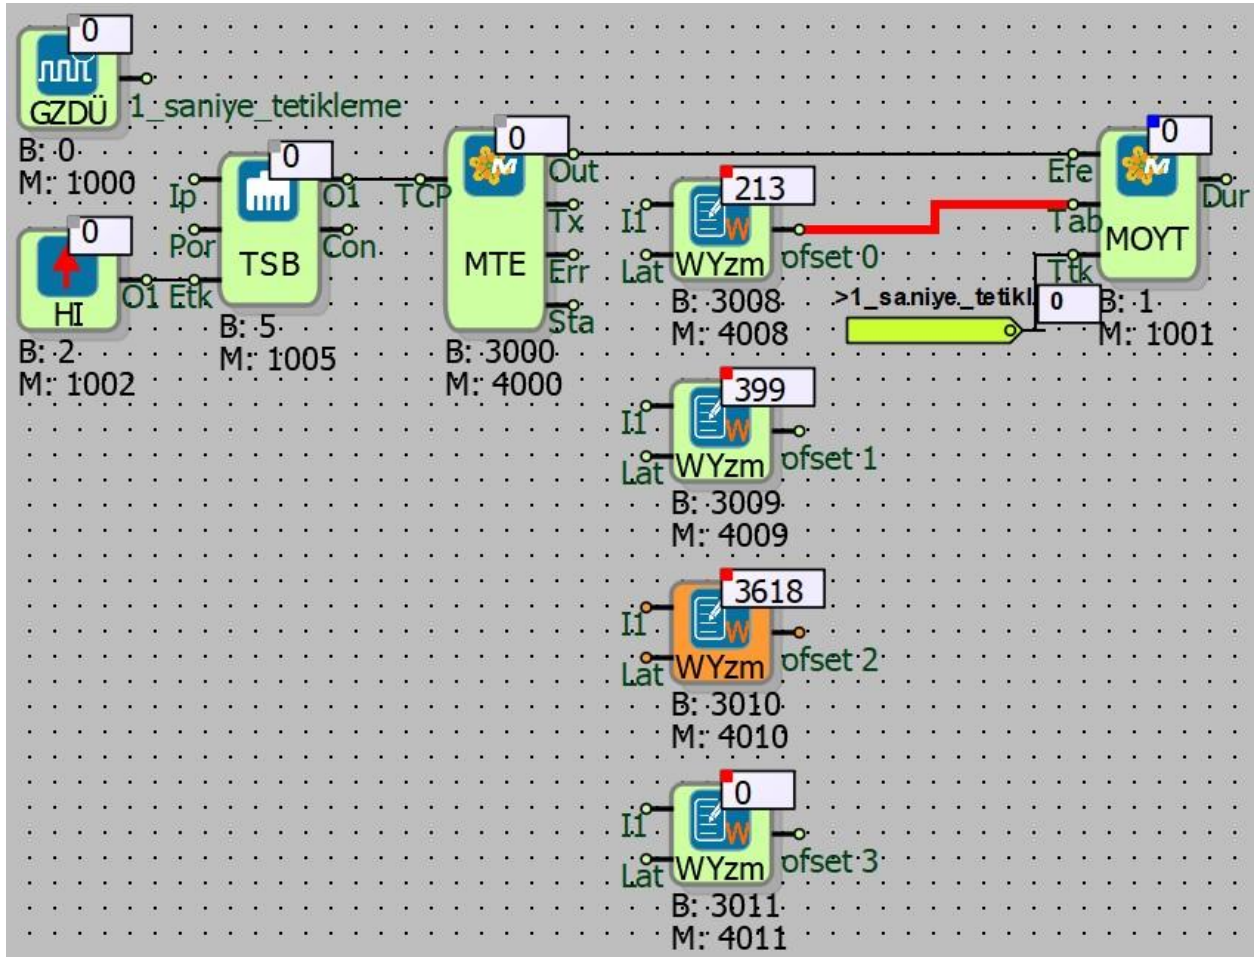 0
GZDÜ
1_saniye_tetikleme
B: 0
M: 1000
0
HI
O1
B: 2
M: 1002
0
Ip
Por
Etk
TSB
O1
Con
B: 5
M: 1005
0
TCP
MTE
Out
Tx
Err
Sta
B: 3000
M: 4000
213
I1
Lat
WYzm
ofset 0
B: 3008
M: 4008
399
I1
Lat
WYzm
ofset 1
B: 3009
M: 4009
3618
I1
Lat
WYzm
ofset 2
B: 3010
M: 4010
0
I1
Lat
WYzm
ofset 3
B: 3011
M: 4011
>1_saniye_tetikl
0
0
Efe
Tab
Ttk
MOYT
Dur
B: 1
M: 1001